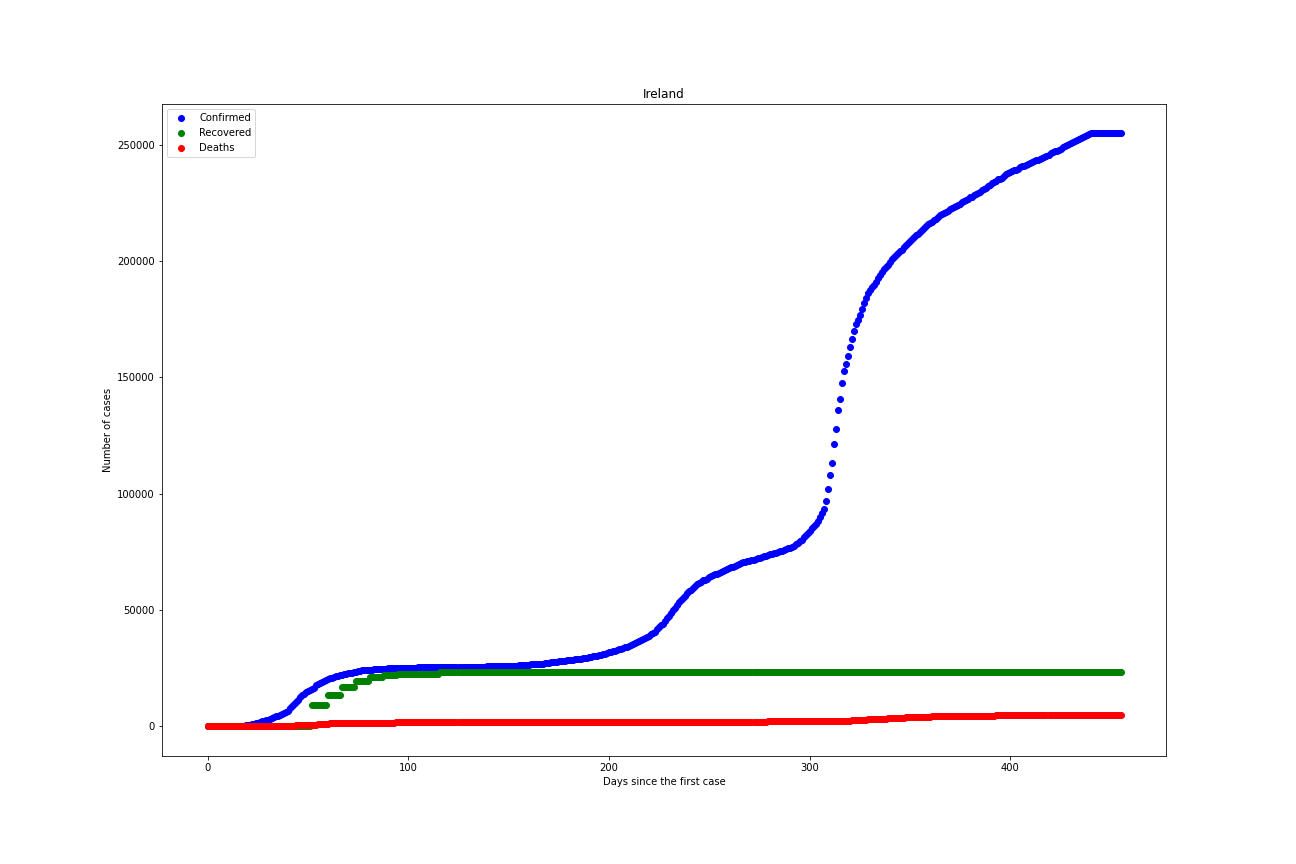 Ireland
Confirmed
Recovered
Deaths
250000
200000
150000
100000
50000
0
Number of cases
0 100 200 300 400
Days since the first case